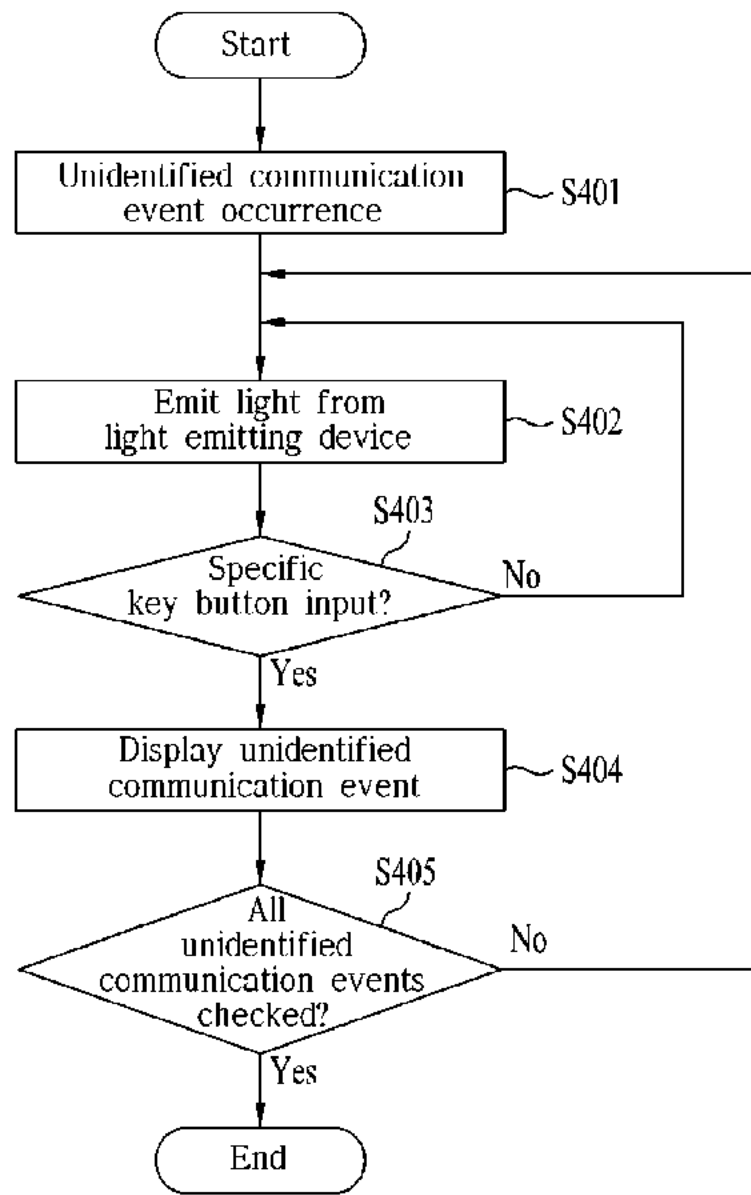 Start
Unidentified communication
event occurrence
S401
Emit light from
light emitting device
S402
S403
Specific
key button input?
No
Yes
Display unidentified
communication event
S404
S405
All
unidentified
communication events
checked?
No
Yes
End